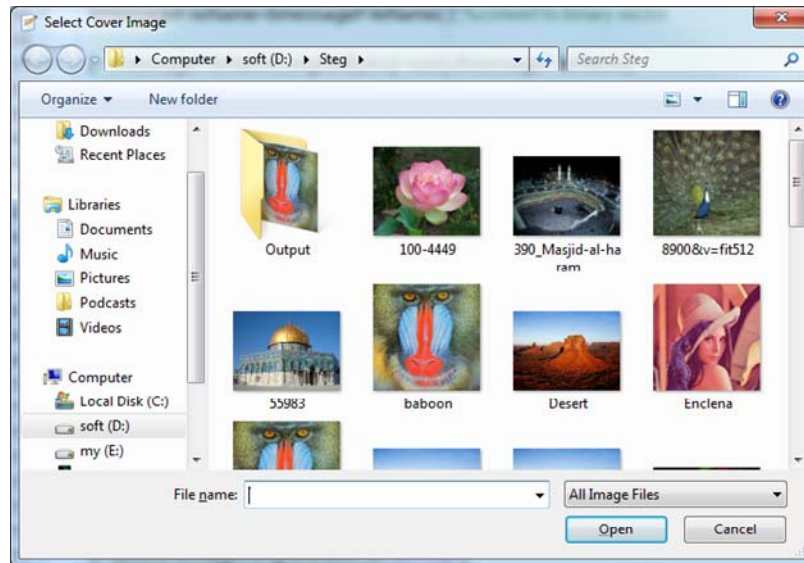 Select Cover Image
Computer ▸ soft (D:) ▸ Steg ▸
Search Steg
Organize
New folder
Downloads
Recent Places
Libraries
Documents
Music
Pictures
Podcasts
Videos
Computer
Local Disk (C:)
soft (D:)
my (E:)
Output
100-4449
390_Masjid-al-ha
ram
8900&v=fit512
55983
baboon
Desert
Enclena
File name:
All Image Files
Open
Cancel